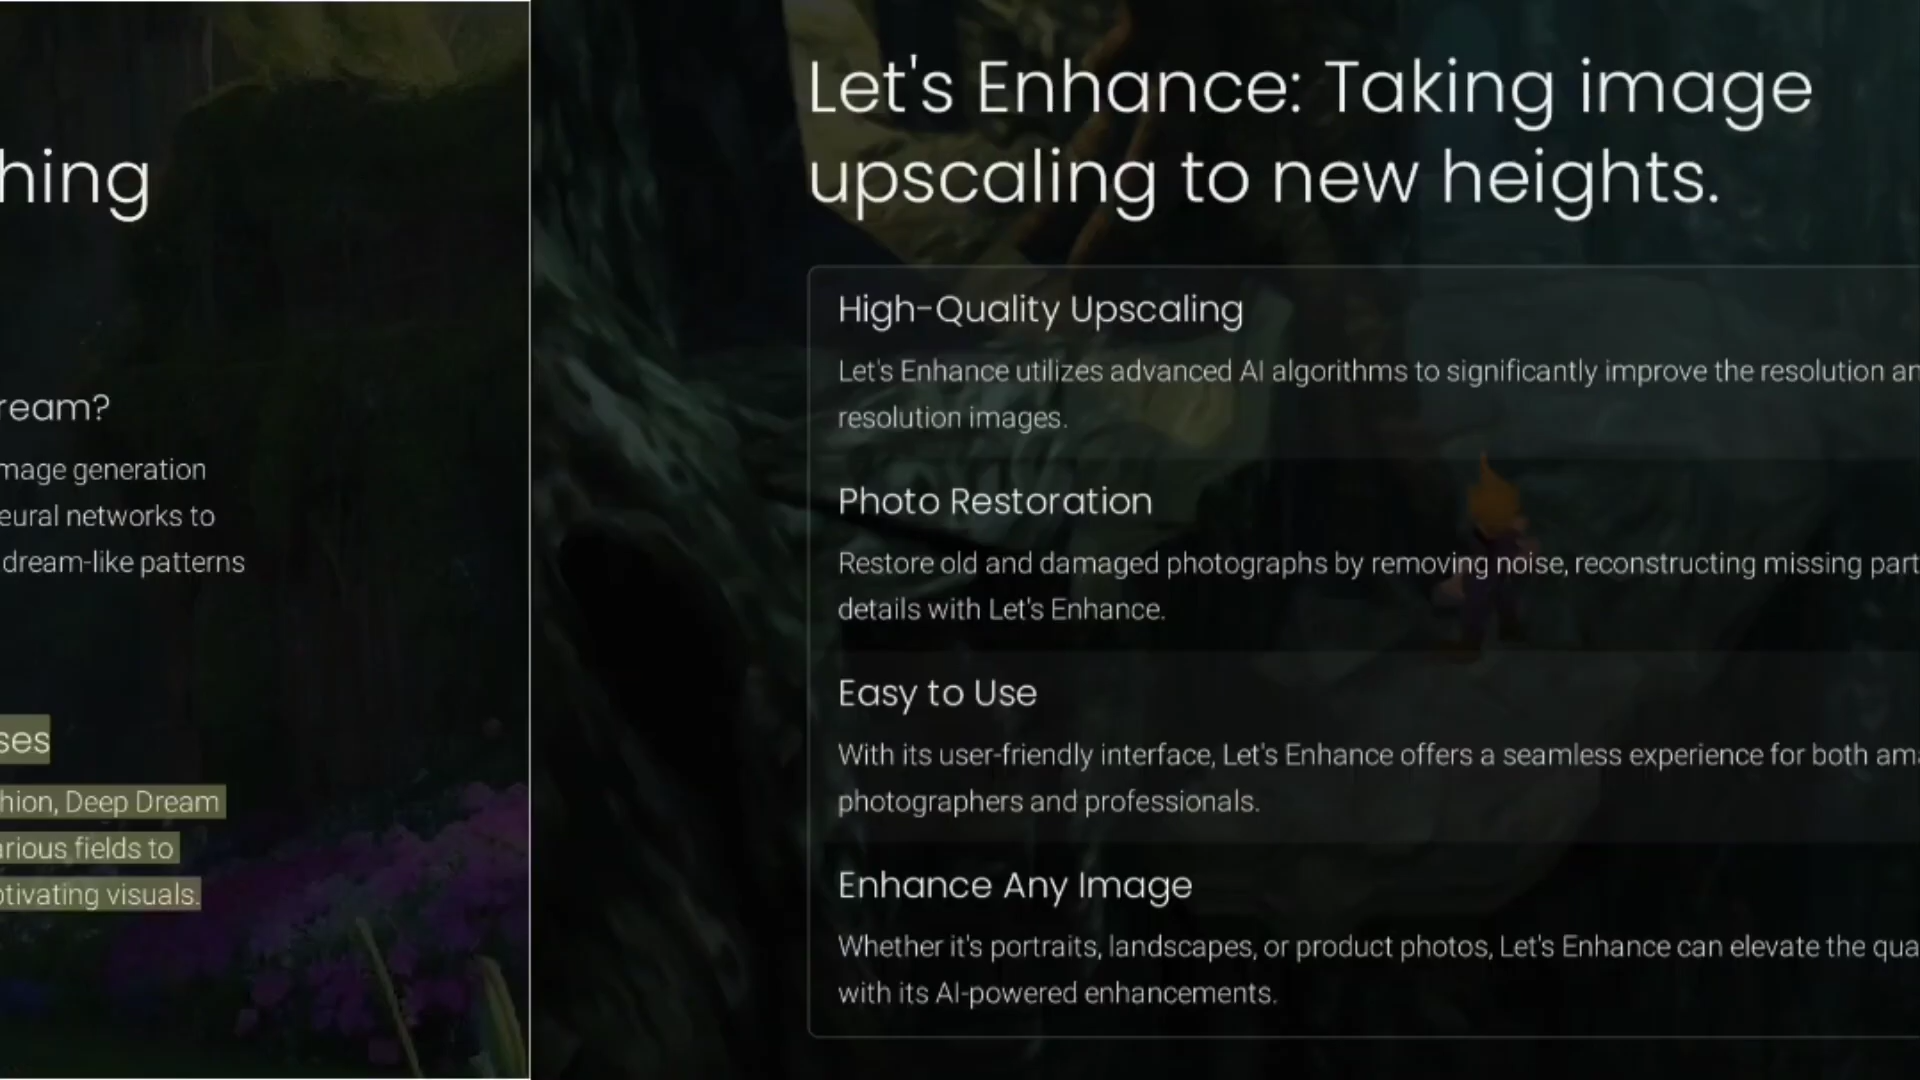 hing
ream?
mage generation
eural networks to
dream-like patterns
ses
hion, Deep Dream
arious fields to
ptivating visuals.
Let's Enhance: Taking image
upscaling to new heights.
High-Quality Upscaling
Let's Enhance utilizes advanced AI algorithms to significantly improve the resolution an
resolution images.
Photo Restoration
Restore old and damaged photographs by removing noise, reconstructing missing part
details with Let's Enhance.
Easy to Use
With its user-friendly interface, Let's Enhance offers a seamless experience for both ama
photographers and professionals.
Enhance Any Image
Whether it's portraits, landscapes, or product photos, Let's Enhance can elevate the qua
with its AI-powered enhancements.